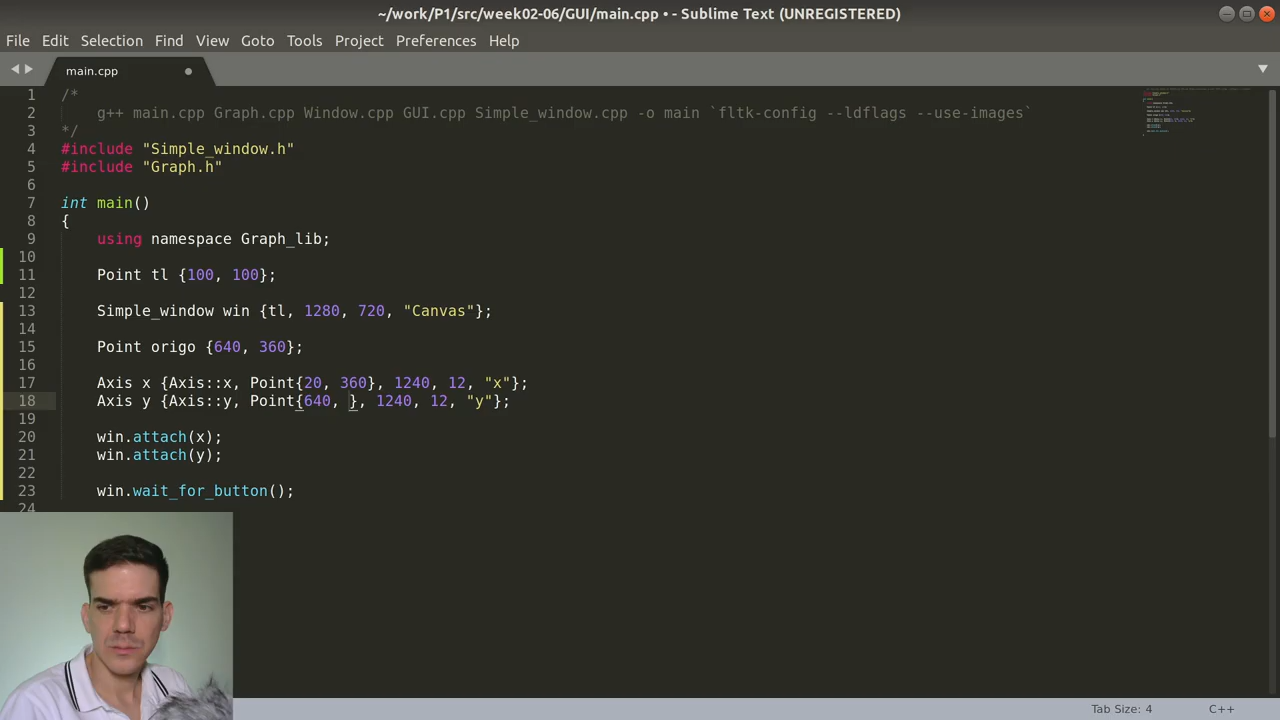 ~/work/P1/src/week02-06/GUI/main.cpp • - Sublime Text (UNREGISTERED)
File Edit Selection Find View Goto Tools Project Preferences Help
main.cpp
1 /*
2 g++ main.cpp Graph.cpp Window.cpp GUI.cpp Simple_window.cpp -o main `fltk-config --ldflags --use-images`
3 */
4 #include "Simple_window.h"
5 #include "Graph.h"
6
7 int main()
8 {
9 using namespace Graph_lib;
10
11 Point tl {100, 100};
12
13 Simple_window win {tl, 1280, 720, "Canvas"};
14
15 Point origo {640, 360};
16
17 Axis x {Axis::x, Point{20, 360}, 1240, 12, "x"};
18 Axis y {Axis::y, Point{640, }, 1240, 12, "y"};
19
20 win.attach(x);
21 win.attach(y);
22
23 win.wait_for_button();
24
Tab Size: 4 C++